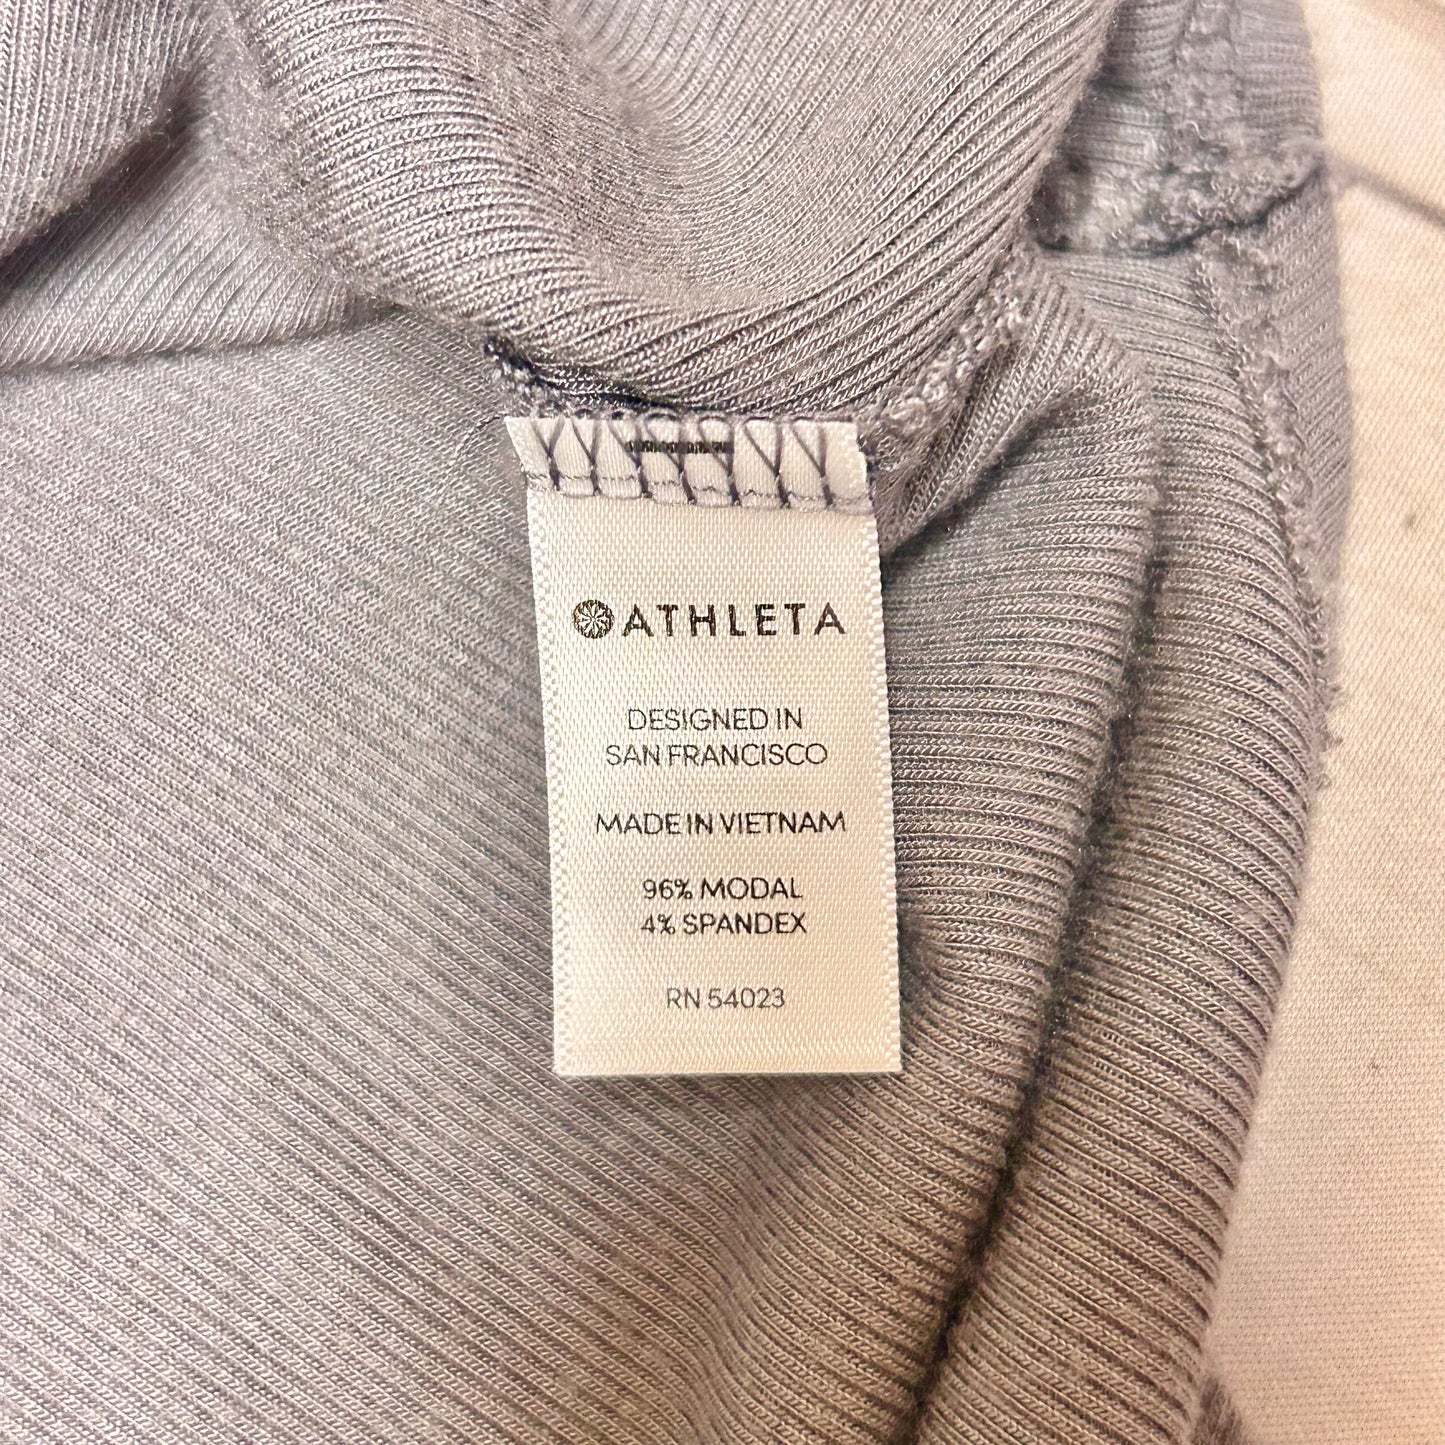 ATHLETA
DESIGNED IN
SAN FRANCISCO
MADE IN VIETNAM
96% MODAL
4% SPANDEX
RN 54023